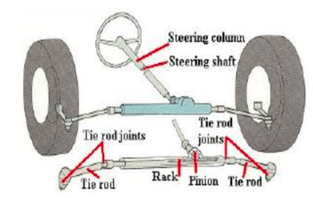 Steering column
Steering shaft
Tie rod joints
Tie rod
joints
Tie rod
Rack
Pinion
Tie rod